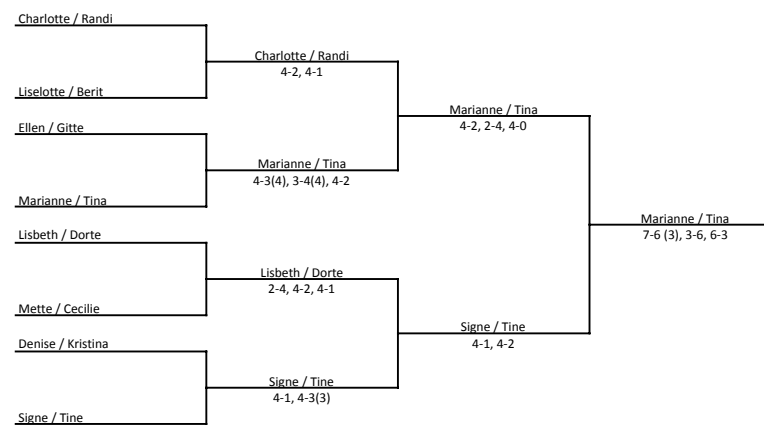 Charlotte / Randi
Charlotte / Randi
4-2, 4-1
Liselotte / Berit
Marianne / Tina
4-2, 2-4, 4-0
Ellen / Gitte
Marianne / Tina
4-3(4), 3-4(4), 4-2
Marianne / Tina
Marianne / Tina
7-6 (3), 3-6, 6-3
Lisbeth / Dorte
Lisbeth / Dorte
2-4, 4-2, 4-1
Mette / Cecilie
Signe / Tine
4-1, 4-2
Denise / Kristina
Signe / Tine
4-1, 4-3(3)
Signe / Tine